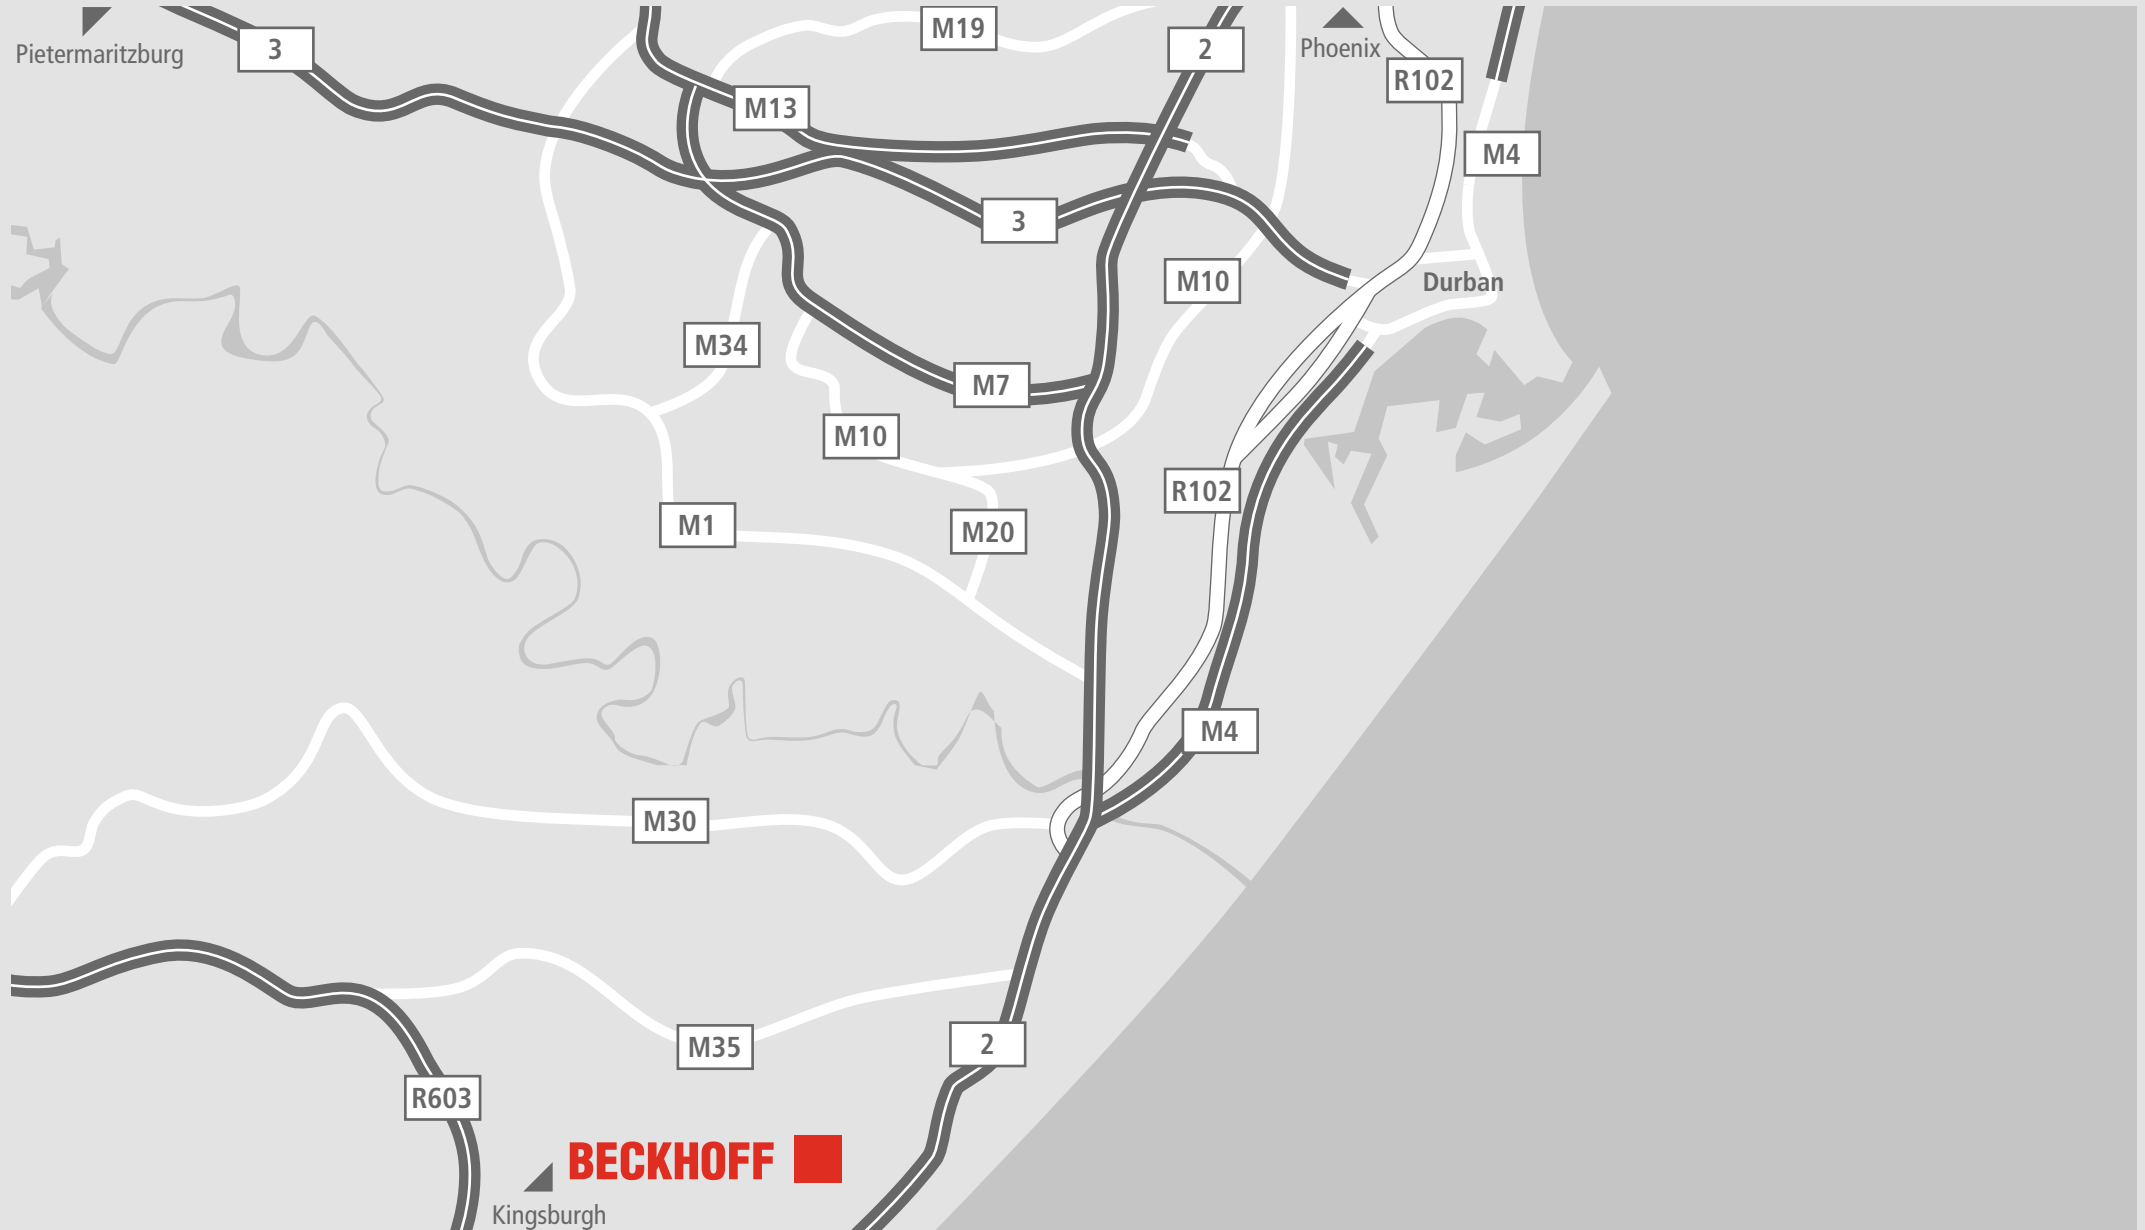 M19
2
3
Phoenix
Pietermaritzburg
R102
M13
M4
3
M10
Durban
M34
M7
M10
R102
M1
M20
M4
M30
2
M35
R603
BECKHOFF
Kingsburgh